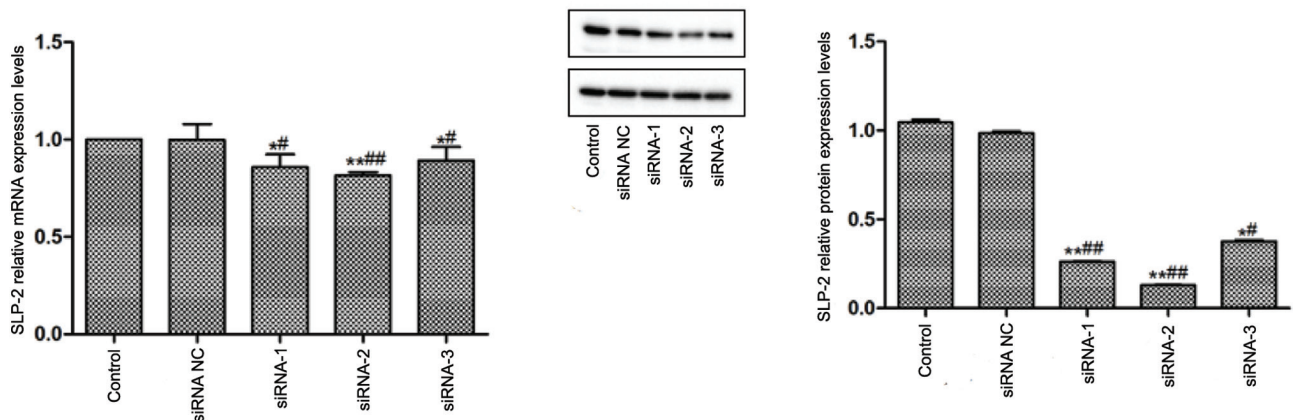 SLP-2 relative mRNA expression levels
1.5
1.0
0.5
0.0
*#
**##
*#
Control
siRNA NC
siRNA-1
siRNA-2
siRNA-3
Control
siRNA NC
siRNA-1
siRNA-2
siRNA-3
SLP-2 relative protein expression levels
1.5
1.0
0.5
0.0
**##
**##
*#
Control
siRNA NC
siRNA-1
siRNA-2
siRNA-3